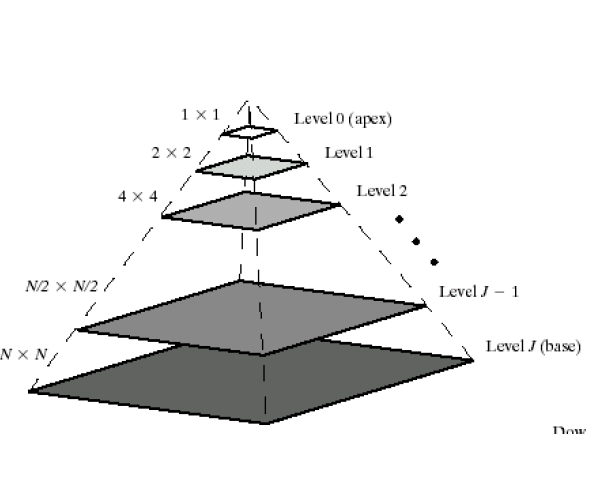 1 × 1 Level 0 (apex)
2 × 2 Level 1
4 × 4 Level 2
N/2 × N/2 Level J − 1
N × N Level J (base)